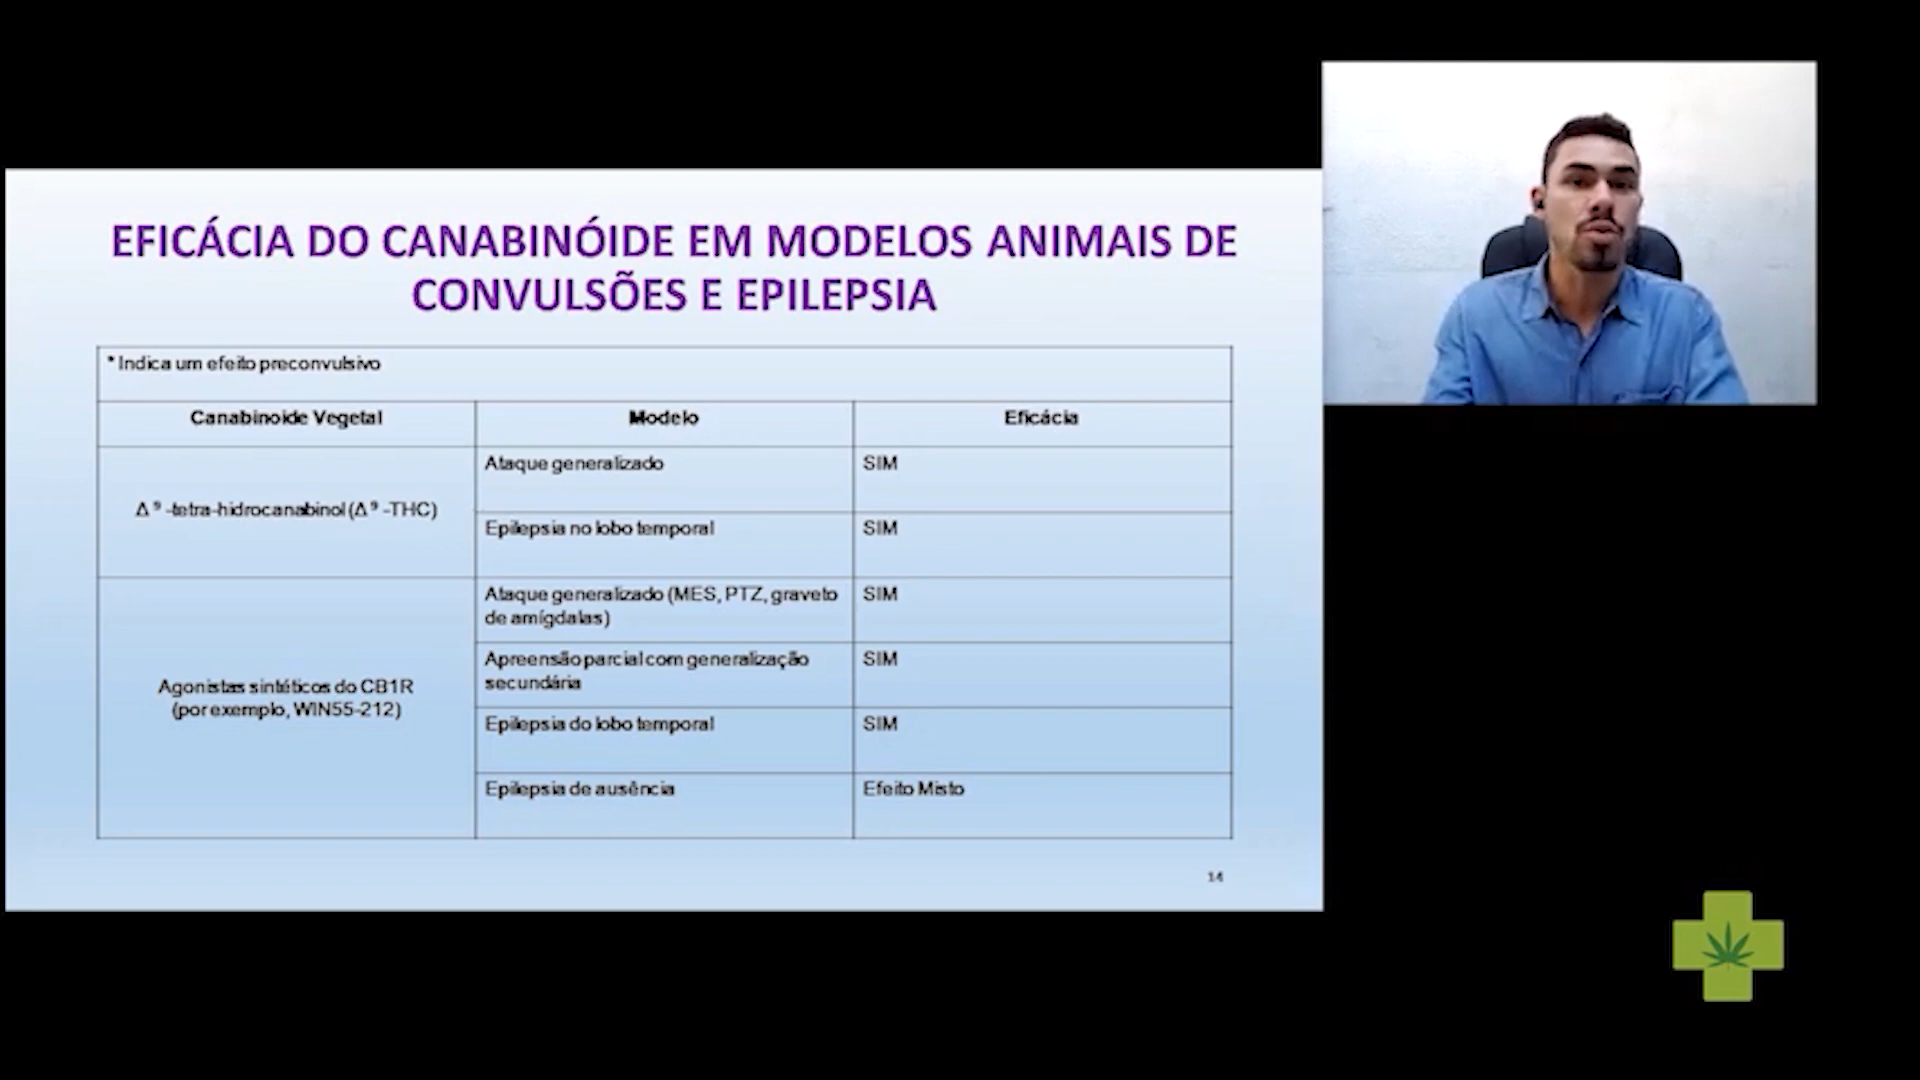 EFICÁCIA DO CANABINÓIDE EM MODELOS ANIMAIS DE
CONVULSÕES E EPILEPSIA
* Indica um efeito preconvulsivo
Canabinoide Vegetal Modelo Eficácia
Δ⁹-tetra-hidrocanabinol (Δ⁹-THC)
Ataque generalizado SIM
Epilepsia no lobo temporal SIM
Agonistas sintéticos do CB1R
(por exemplo, WIN55-212)
Ataque generalizado (MES, PTZ, graveto SIM
de amígdalas)
Apreensão parcial com generalização SIM
secundária
Epilepsia do lobo temporal SIM
Epilepsia de ausência Efeito Misto
14